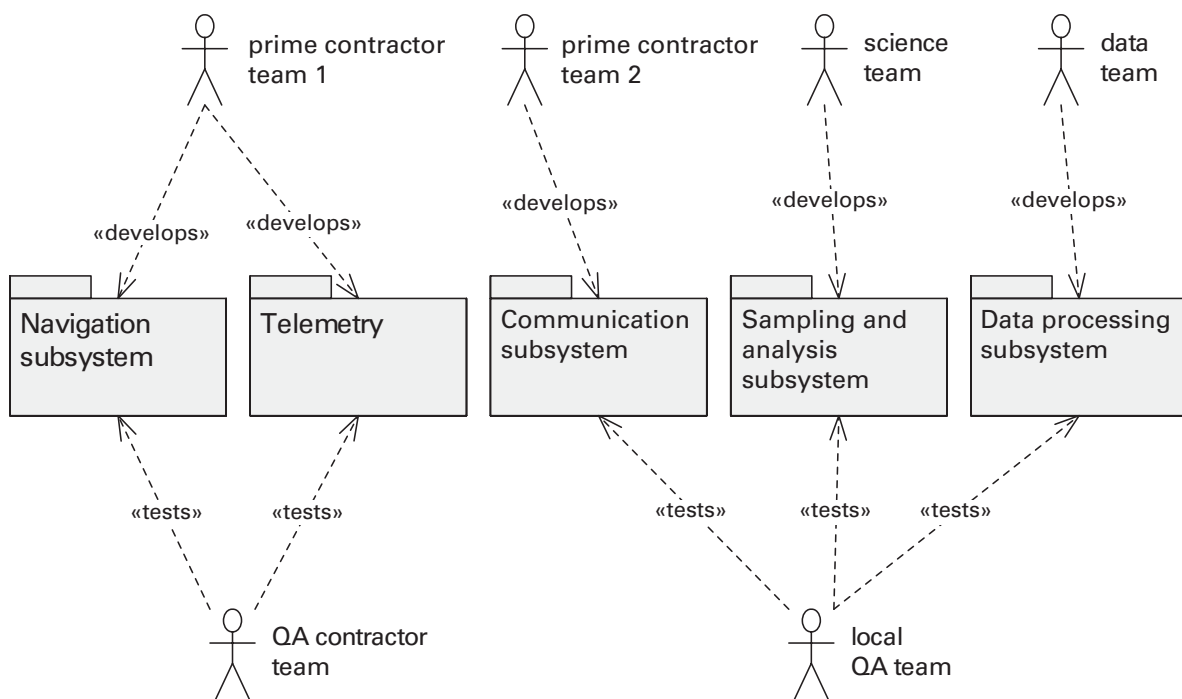 prime contractor
team 1
prime contractor
team 2
science
team
data
team
«develops»
«develops»
«develops»
«develops»
«develops»
Navigation
subsystem
Telemetry
Communication
subsystem
Sampling and
analysis
subsystem
Data processing
subsystem
«tests»
«tests»
«tests»
«tests»
«tests»
QA contractor
team
local
QA team